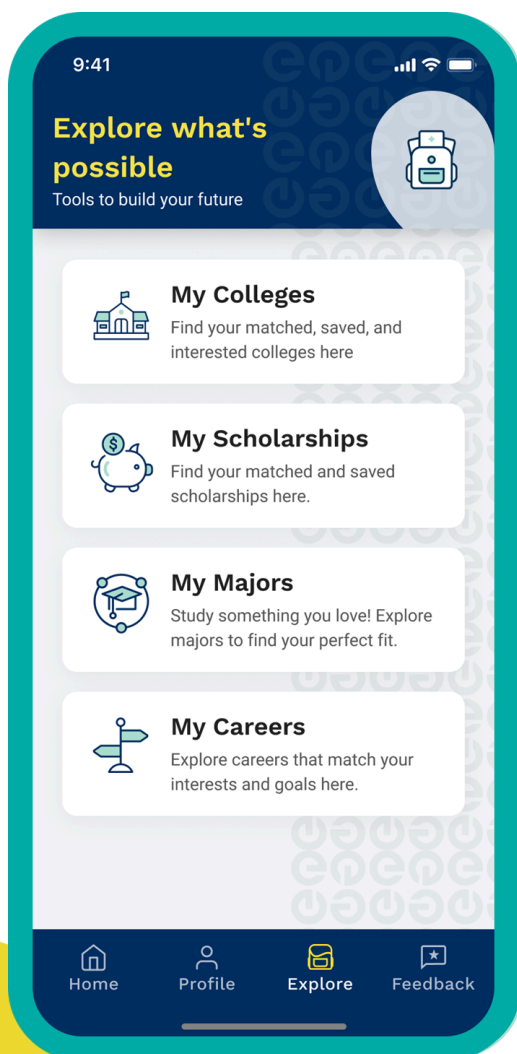 9:41
Explore what's
possible
Tools to build your future
My Colleges
Find your matched, saved, and
interested colleges here
$
My Scholarships
Find your matched and saved
scholarships here.
My Majors
Study something you love! Explore
majors to find your perfect fit.
My Careers
Explore careers that match your
interests and goals here.
Home Profile Explore Feedback